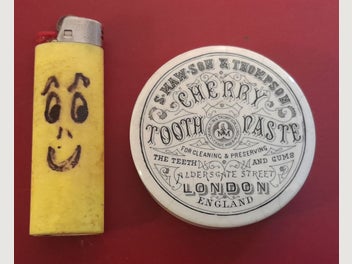 S. MAW-SON & THOMPSON
CHERRY
TOOTH PASTE
FOR CLEANING & PRESERVING
THE TEETH AND GUMS
ALDERSGATE STREET
LONDON
ENGLAND